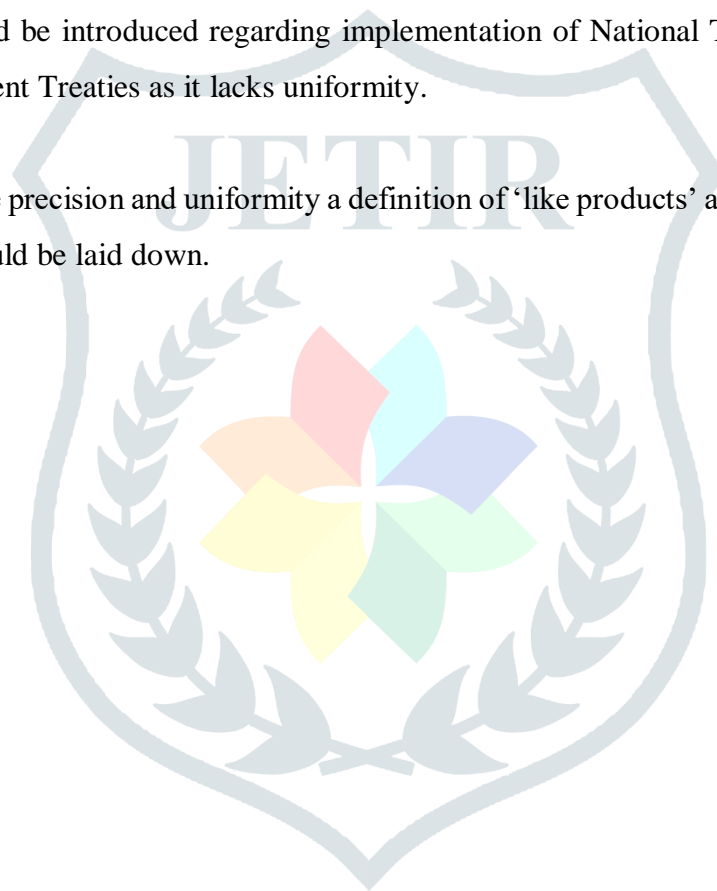 d be introduced regarding implementation of National T
ent Treaties as it lacks uniformity.
JETIR
e precision and uniformity a definition of ‘like products’ a
uld be laid down.